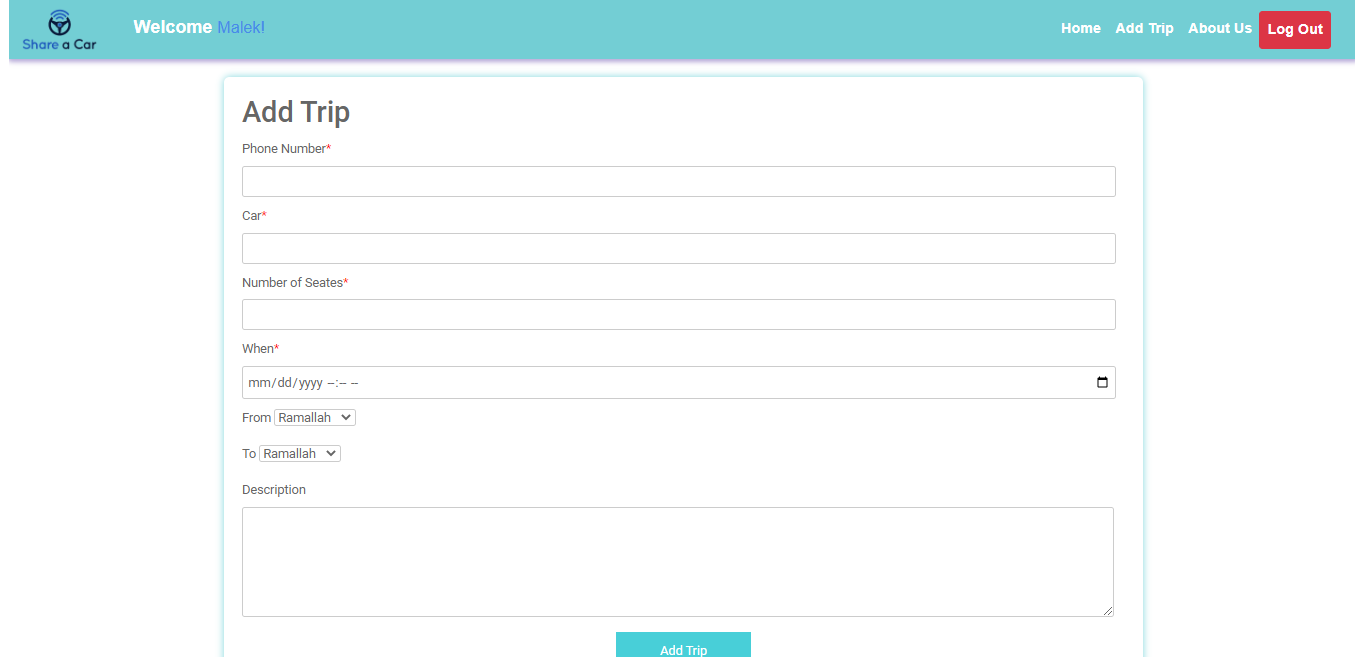 Share a Car
Welcome Malek!
Home Add Trip About Us Log Out
Add Trip
Phone Number*
Car*
Number of Seates*
When*
mm/dd/yyyy --:-- --
From Ramallah
To Ramallah
Description
Add Trip